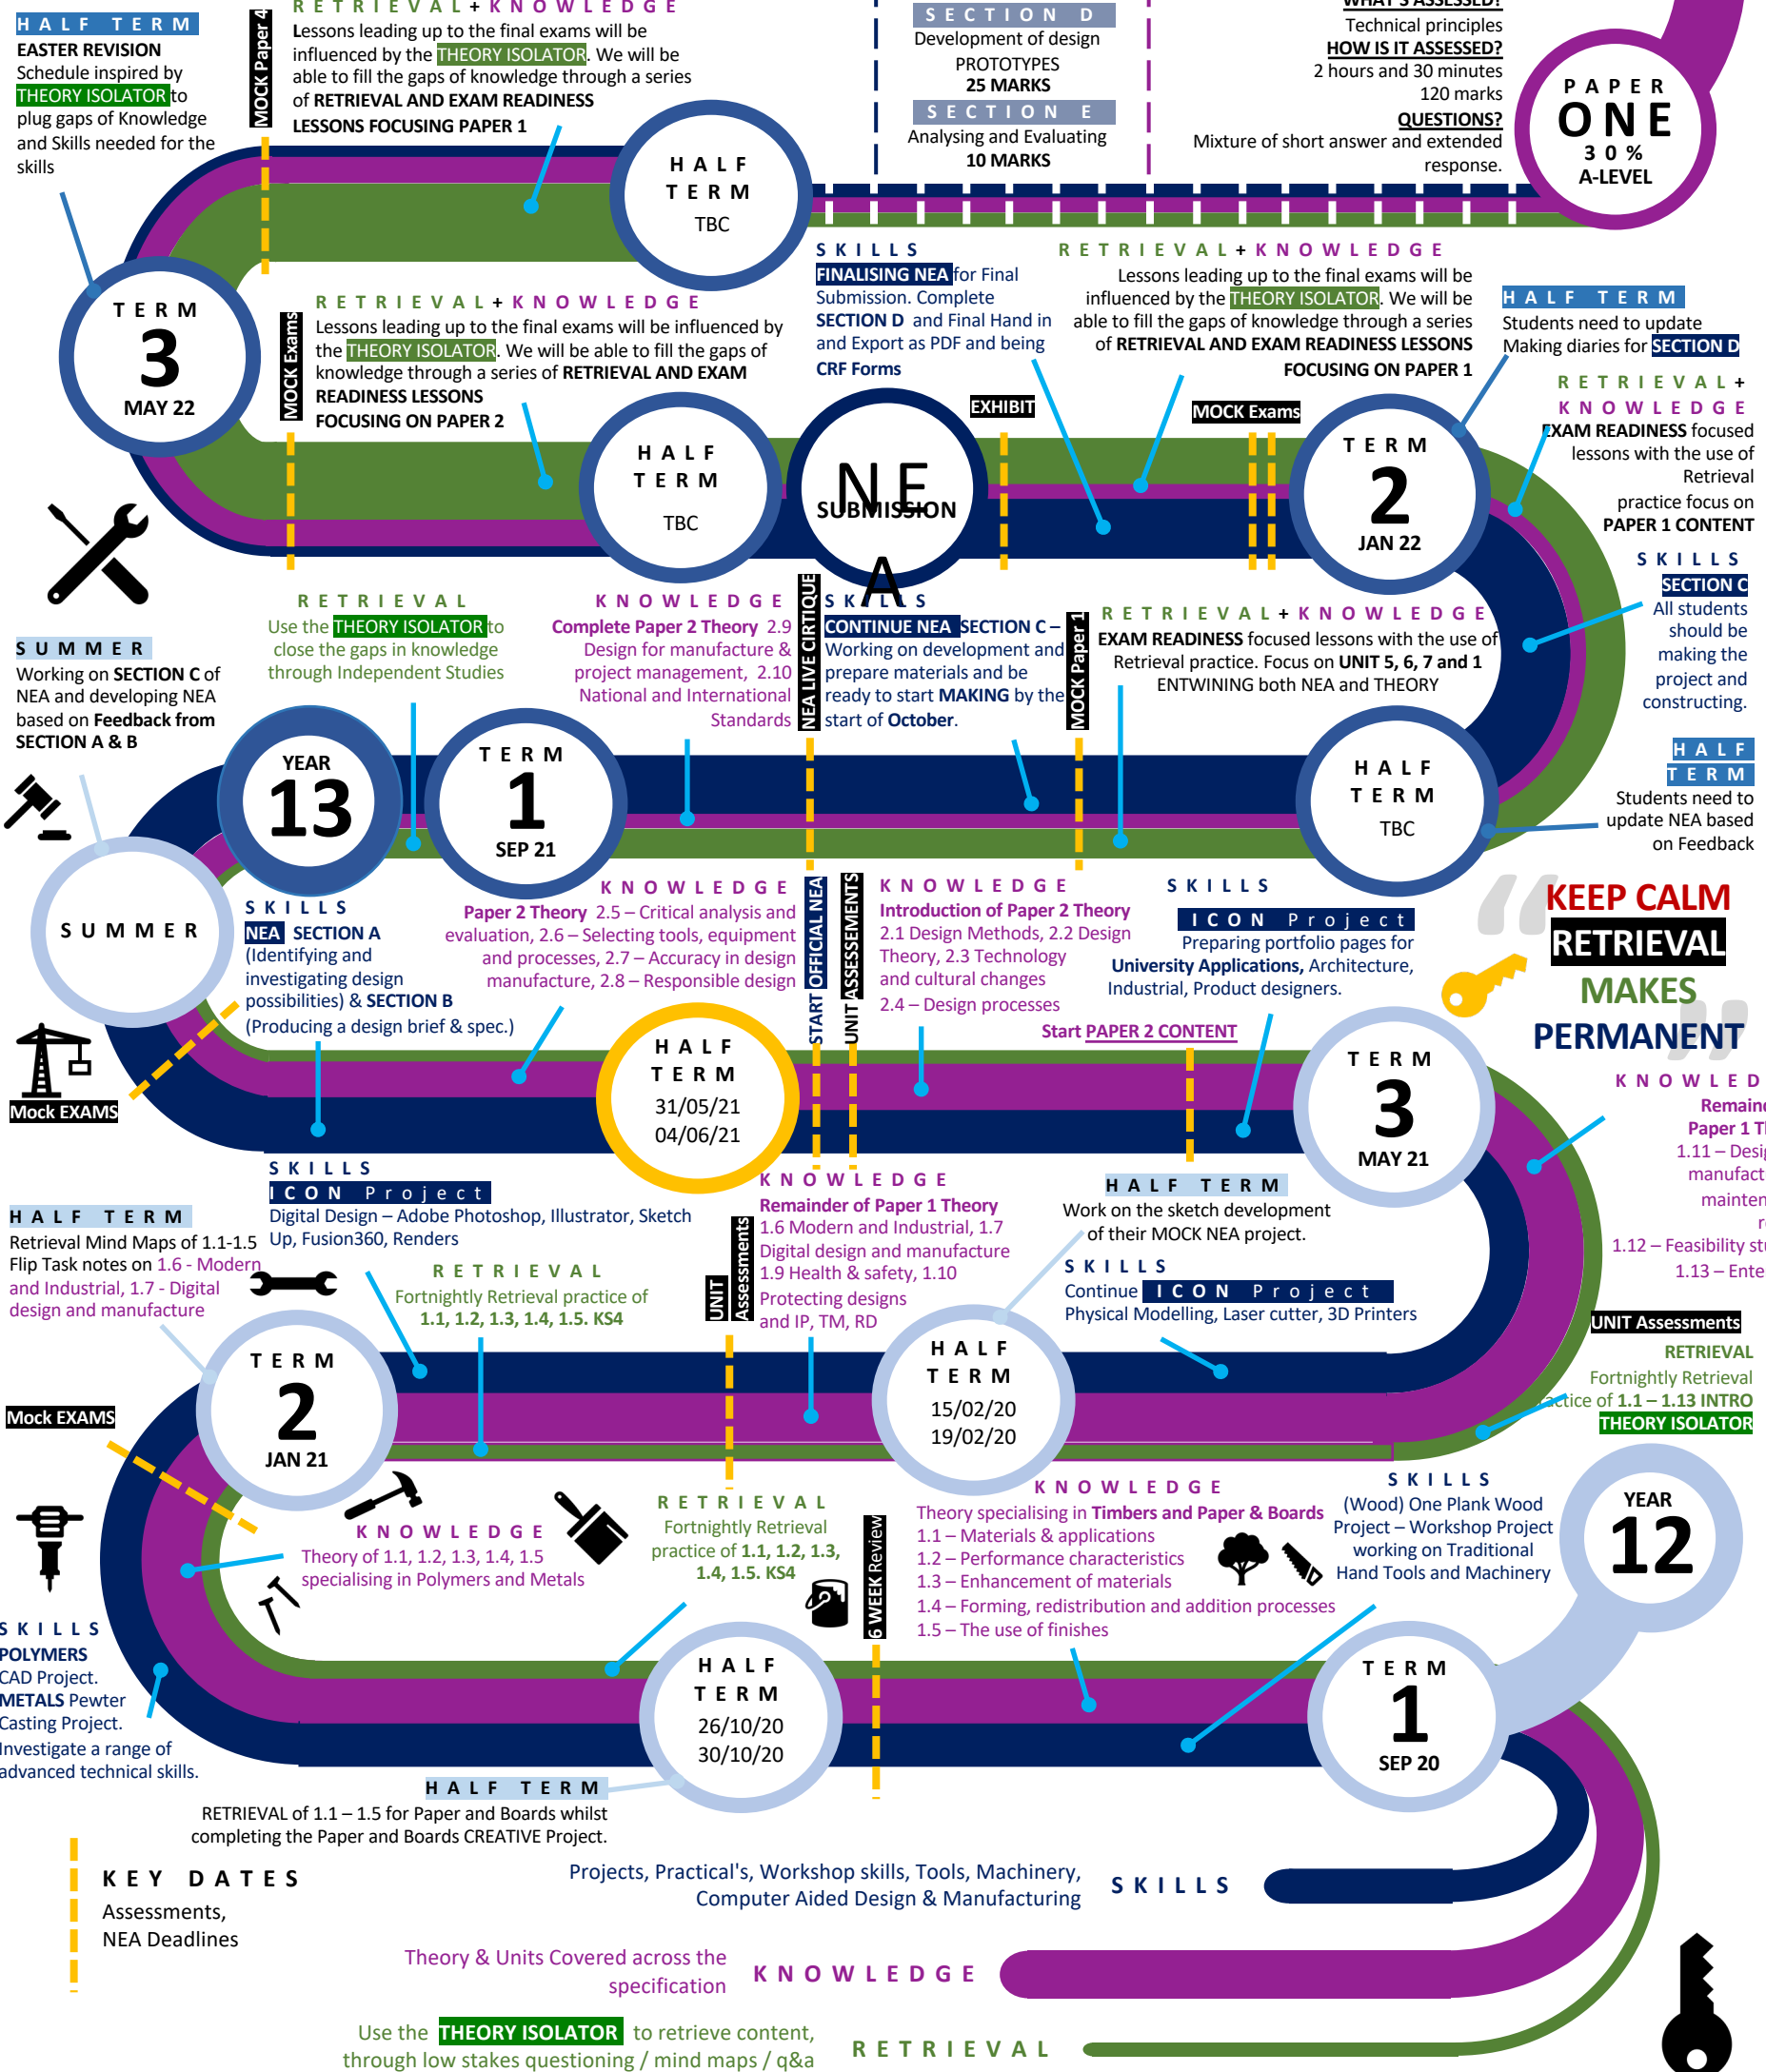 HALF TERM
EASTER REVISION
Schedule inspired by
THEORY ISOLATOR to
plug gaps of Knowledge
and Skills needed for the
skills
MOCK Paper 4
RETRIEVAL+KNOWLEDGE
Lessons leading up to the final exams will be
influenced by the THEORY ISOLATOR. We will be
able to fill the gaps of knowledge through a series
of RETRIEVAL AND EXAM READINESS
LESSONS FOCUSING PAPER 1
HALF
TERM
TBC
SECTION D
Development of design
PROTOTYPES
25 MARKS
SECTION E
Analysing and Evaluating
10 MARKS
WHAT'S ASSESSED?
Technical principles
HOW IS IT ASSESSED?
2 hours and 30 minutes
120 marks
QUESTIONS?
Mixture of short answer and extended
response.
PAPER
ONE
30%
A-LEVEL
TERM
3
MAY 22
MOCK Exams
RETRIEVAL+KNOWLEDGE
Lessons leading up to the final exams will be influenced by
the THEORY ISOLATOR. We will be able to fill the gaps of
knowledge through a series of RETRIEVAL AND EXAM
READINESS LESSONS
FOCUSING ON PAPER 2
HALF
TERM
TBC
SKILLS
FINALISING NEA for Final
Submission. Complete
SECTION D and Final Hand in
and Export as PDF and being
CRF Forms
NE
A
SUBMISSION
EXHIBIT
RETRIEVAL+KNOWLEDGE
Lessons leading up to the final exams will be
influenced by the THEORY ISOLATOR. We will be
able to fill the gaps of knowledge through a series
of RETRIEVAL AND EXAM READINESS LESSONS
FOCUSING ON PAPER 1
MOCK Exams
TERM
2
JAN 22
HALF TERM
Students need to update
Making diaries for SECTION D
RETRIEVAL+
KNOWLEDGE
EXAM READINESS focused
lessons with the use of
Retrieval
practice focus on
PAPER 1 CONTENT
SKILLS
SECTION C
All students
should be
making the
project and
constructing.
HALF
TERM
Students need to
update NEA based
on Feedback
SUMMER
Working on SECTION C of
NEA and developing NEA
based on Feedback from
SECTION A & B
RETRIEVAL
Use the THEORY ISOLATOR to
close the gaps in knowledge
through Independent Studies
KNOWLEDGE
Complete Paper 2 Theory 2.9
Design for manufacture &
project management, 2.10
National and International
Standards
NEA LIVE CIRTIQUE
SKILLS
CONTINUE NEA SECTION C –
Working on development and
prepare materials and be
ready to start MAKING by the
start of October.
MOCK Paper 1
RETRIEVAL+KNOWLEDGE
EXAM READINESS focused lessons with the use of
Retrieval practice. Focus on UNIT 5, 6, 7 and 1
ENTWINING both NEA and THEORY
YEAR
13
TERM
1
SEP 21
HALF
TERM
TBC
SUMMER
SKILLS
NEA SECTION A
(Identifying and
investigating design
possibilities) & SECTION B
(Producing a design brief & spec.)
KNOWLEDGE
Paper 2 Theory 2.5 – Critical analysis and
evaluation, 2.6 – Selecting tools, equipment
and processes, 2.7 – Accuracy in design
manufacture, 2.8 – Responsible design
START OFFICIAL NEA
UNIT ASSESSMENTS
KNOWLEDGE
Introduction of Paper 2 Theory
2.1 Design Methods, 2.2 Design
Theory, 2.3 Technology
and cultural changes
2.4 – Design processes
Start PAPER 2 CONTENT
SKILLS
ICON Project
Preparing portfolio pages for
University Applications, Architecture,
Industrial, Product designers.
“
KEEP CALM
RETRIEVAL
MAKES
PERMANENT
”
Mock EXAMS
HALF
TERM
31/05/21
04/06/21
TERM
3
MAY 21
KNOWLED
Remain
Paper 1 T
1.11 – Desig
manufact
mainten
r
1.12 – Feasibility st
1.13 – Ente
HALF TERM
Retrieval Mind Maps of 1.1-1.5
Flip Task notes on 1.6 - Modern
and Industrial, 1.7 - Digital
design and manufacture
SKILLS
ICON Project
Digital Design – Adobe Photoshop, Illustrator, Sketch
Up, Fusion360, Renders
RETRIEVAL
Fortnightly Retrieval practice of
1.1, 1.2, 1.3, 1.4, 1.5. KS4
UNIT
Assessments
KNOWLEDGE
Remainder of Paper 1 Theory
1.6 Modern and Industrial, 1.7
Digital design and manufacture
1.9 Health & safety, 1.10
Protecting designs
and IP, TM, RD
HALF TERM
Work on the sketch development
of their MOCK NEA project.
SKILLS
Continue ICON Project
Physical Modelling, Laser cutter, 3D Printers
UNIT Assessments
RETRIEVAL
Fortnightly Retrieval
actice of 1.1 – 1.13 INTRO
THEORY ISOLATOR
Mock EXAMS
TERM
2
JAN 21
HALF
TERM
15/02/20
19/02/20
YEAR
12
KNOWLEDGE
Theory of 1.1, 1.2, 1.3, 1.4, 1.5
specialising in Polymers and Metals
RETRIEVAL
Fortnightly Retrieval
practice of 1.1, 1.2, 1.3,
1.4, 1.5. KS4
6 WEEK Review
KNOWLEDGE
Theory specialising in Timbers and Paper & Boards
1.1 – Materials & applications
1.2 – Performance characteristics
1.3 – Enhancement of materials
1.4 – Forming, redistribution and addition processes
1.5 – The use of finishes
SKILLS
(Wood) One Plank Wood
Project – Workshop Project
working on Traditional
Hand Tools and Machinery
SKILLS
POLYMERS
CAD Project.
METALS Pewter
Casting Project.
Investigate a range of
advanced technical skills.
HALF
TERM
26/10/20
30/10/20
TERM
1
SEP 20
HALF TERM
RETRIEVAL of 1.1 – 1.5 for Paper and Boards whilst
completing the Paper and Boards CREATIVE Project.
KEY DATES
Assessments,
NEA Deadlines
Projects, Practical's, Workshop skills, Tools, Machinery,
Computer Aided Design & Manufacturing
SKILLS
Theory & Units Covered across the
specification
KNOWLEDGE
Use the THEORY ISOLATOR to retrieve content,
through low stakes questioning / mind maps / q&a
RETRIEVAL